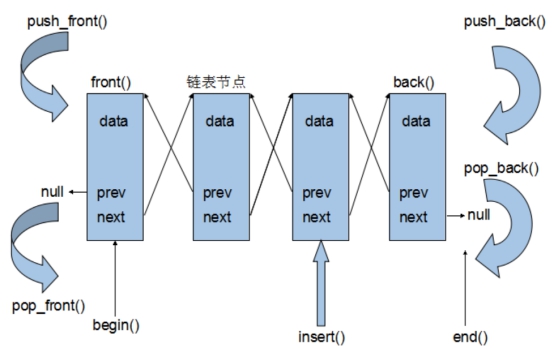 push_front()
push_back()
front()
链表节点
back()
data
data
data
data
pop_back()
null
prev
prev
prev
prev
next
next
next
next
null
pop_front()
begin()
insert()
end()